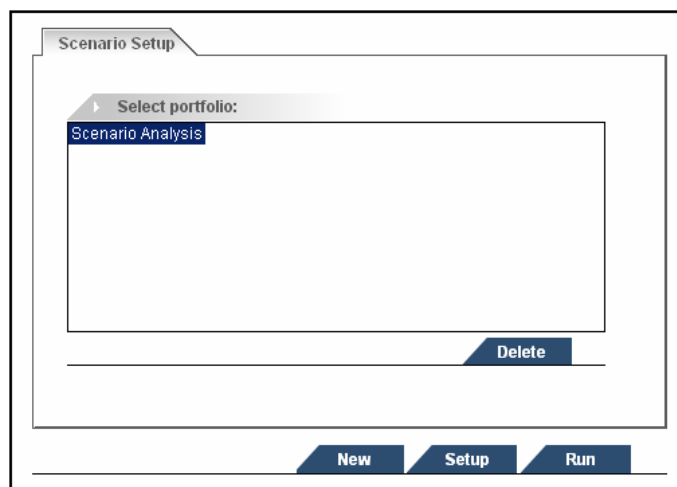 Scenario Setup
Select portfolio:
Scenario Analysis
Delete
New Setup Run